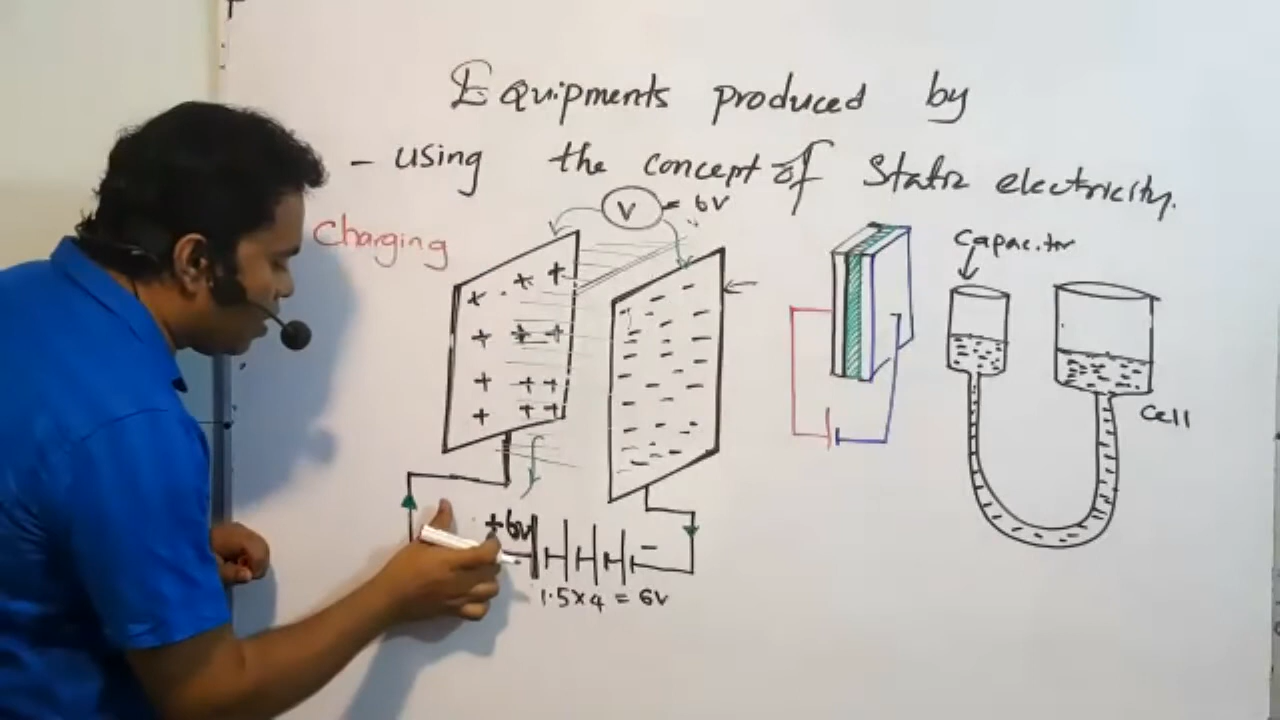 Equipments produced by
- using the concept of Static electricity.
Charging
V = 6V
Capacitor
Cell
+6V
1.5×4 = 6V